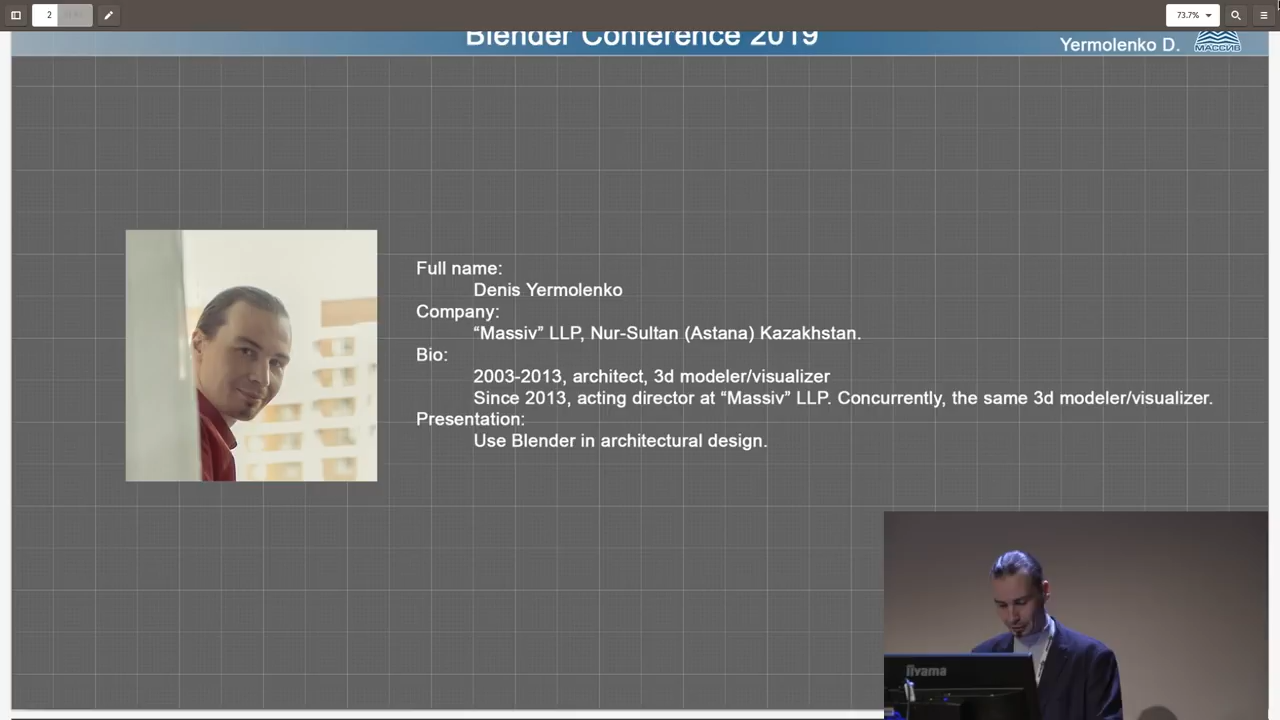 2
73.7%
Blender Conference 2019
Yermolenko D.
МАССИВ
Full name:
Denis Yermolenko
Company:
“Massiv” LLP, Nur-Sultan (Astana) Kazakhstan.
Bio:
2003-2013, architect, 3d modeler/visualizer
Since 2013, acting director at “Massiv” LLP. Concurrently, the same 3d modeler/visualizer.
Presentation:
Use Blender in architectural design.
iiyama